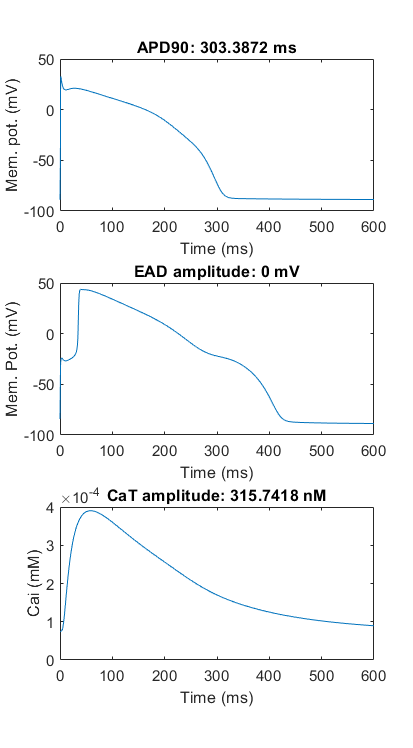 APD90: 303.3872 ms
50
0
-50
-100
Mem. pot. (mV)
0 100 200 300 400 500 600
Time (ms)
EAD amplitude: 0 mV
50
0
-50
-100
Mem. Pot. (mV)
0 100 200 300 400 500 600
Time (ms)
×10-4 CaT amplitude: 315.7418 nM
4
3
2
1
0
Cai (mM)
0 100 200 300 400 500 600
Time (ms)